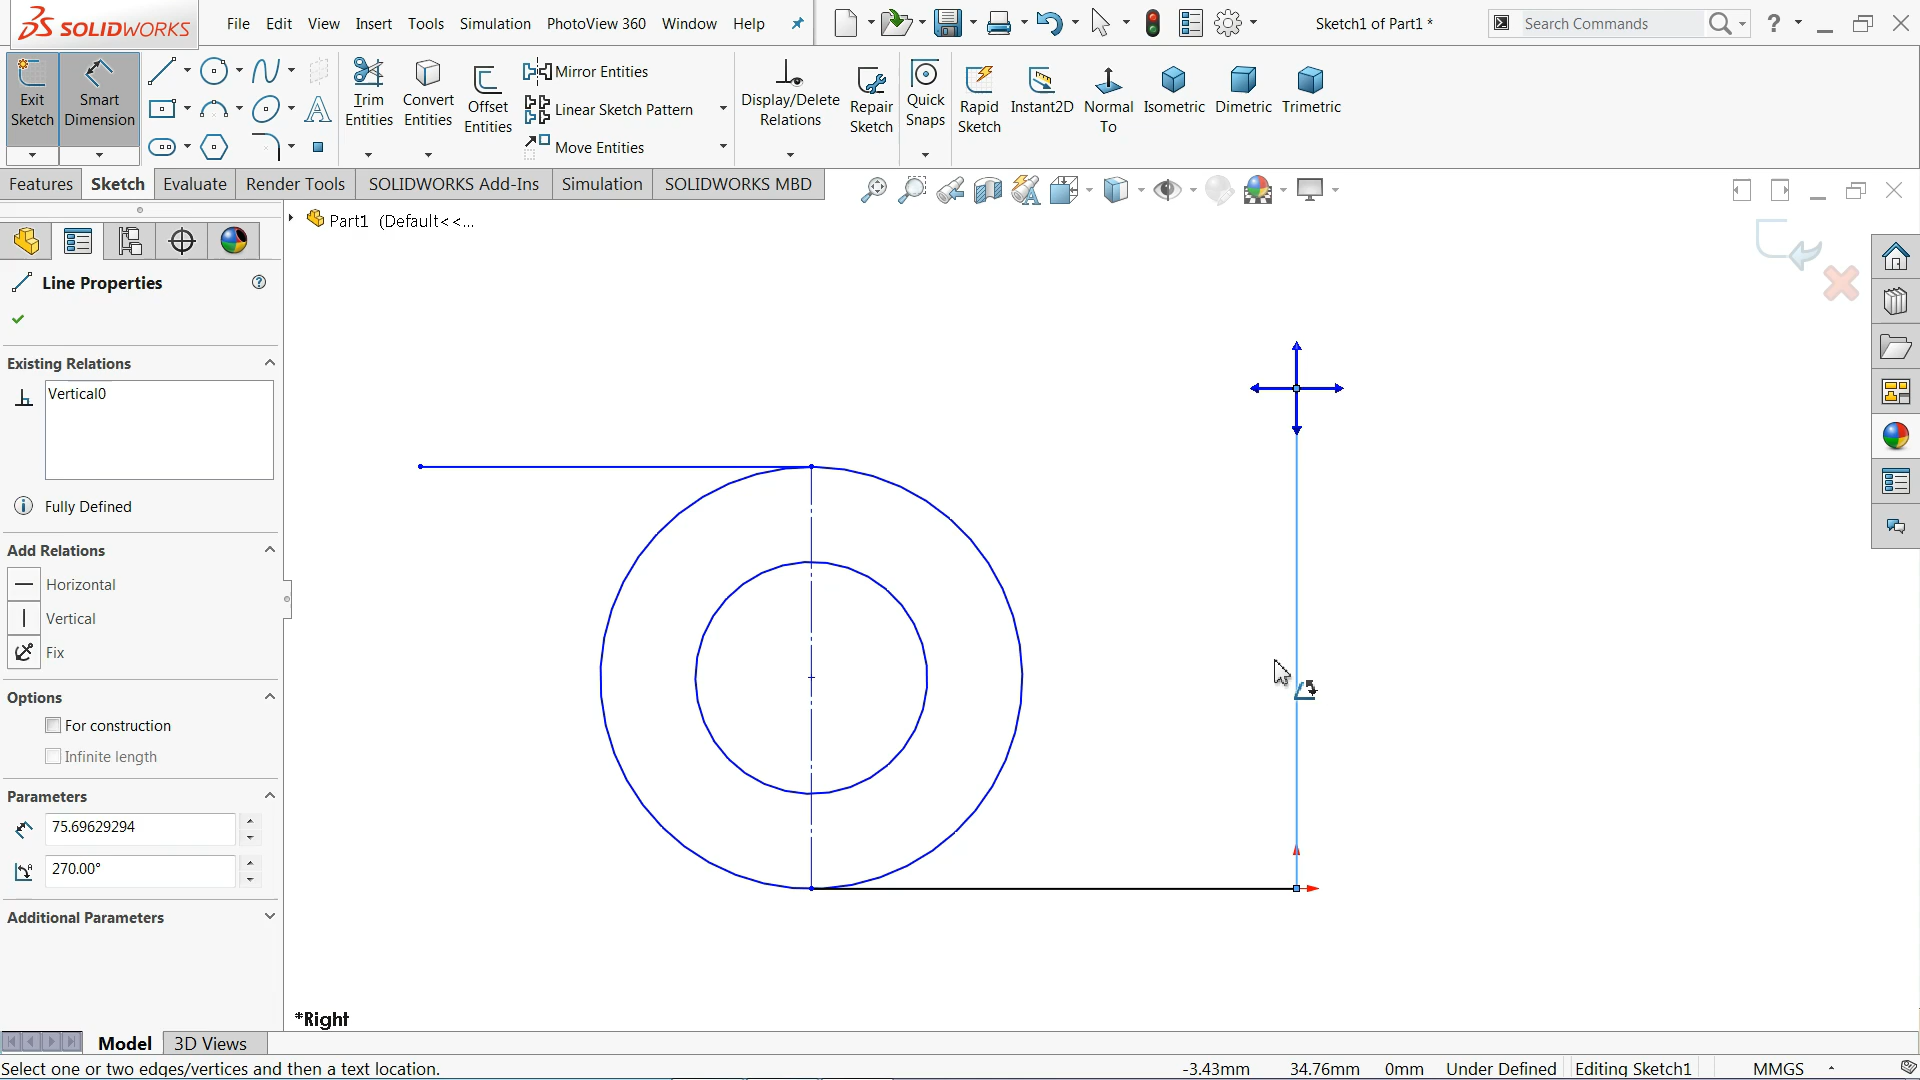 SOLIDWORKS
File Edit View Insert Tools Simulation PhotoView 360 Window Help
Sketch1 of Part1 *
Search Commands
?
Exit Sketch
Smart Dimension
Trim Entities
Convert Entities
Offset Entities
Mirror Entities
Linear Sketch Pattern
Move Entities
Display/Delete Relations
Repair Sketch
Quick Snaps
Rapid Sketch
Instant2D
Normal To
Isometric
Dimetric
Trimetric
Features Sketch Evaluate Render Tools SOLIDWORKS Add-Ins Simulation SOLIDWORKS MBD
Part1 (Default<<...
Line Properties
Existing Relations
Vertical0
Fully Defined
Add Relations
Horizontal
Vertical
Fix
Options
For construction
Infinite length
Parameters
75.69629294
270.00°
Additional Parameters
*Right
Model 3D Views
Select one or two edges/vertices and then a text location. -3.43mm 34.76mm 0mm Under Defined Editing Sketch1 MMGS